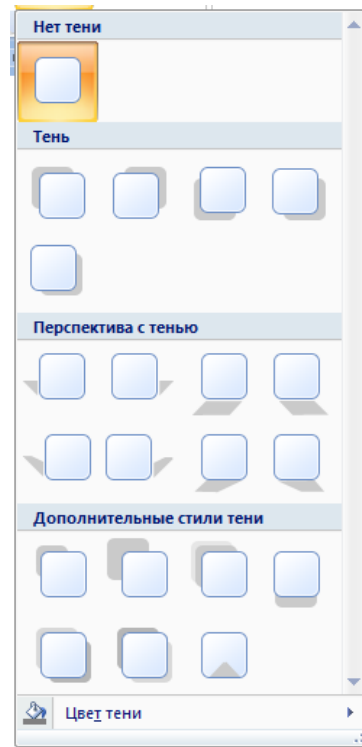 Нет тени
Тень
Перспектива с тенью
Дополнительные стили тени
Цвет тени